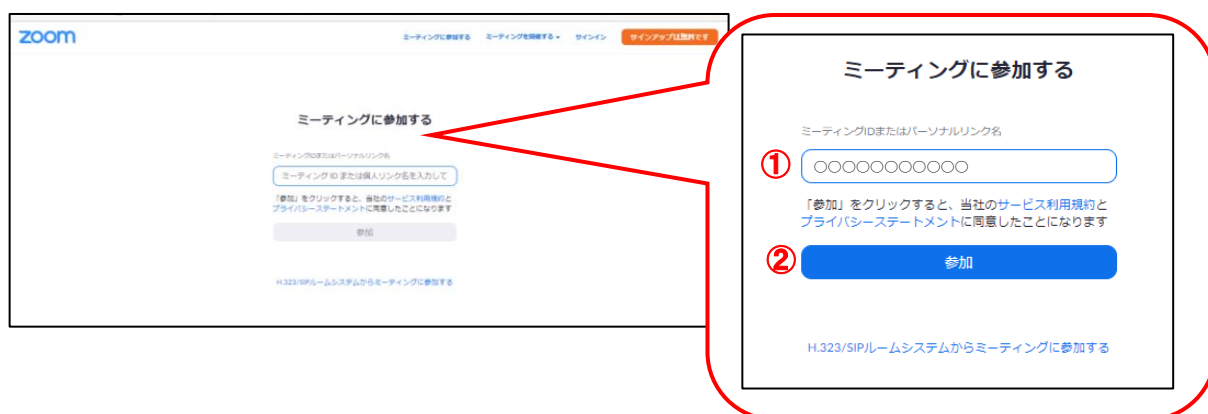 zoom
ミーティングに参加する ミーティングを開催する サインイン サインアップは無料です
ミーティングに参加する
ミーティングIDまたはパーソナルリンク名
ミーティング ID または個人リンク名を入力して
「参加」をクリックすると、当社のサービス利用規約と
プライバシーステートメントに同意したことになります
参加
H.323/SIPルームシステムからミーティングに参加する
ミーティングに参加する
ミーティングIDまたはパーソナルリンク名
① ○○○○○○○○○○○
「参加」をクリックすると、当社のサービス利用規約と
プライバシーステートメントに同意したことになります
② 参加
H.323/SIPルームシステムからミーティングに参加する